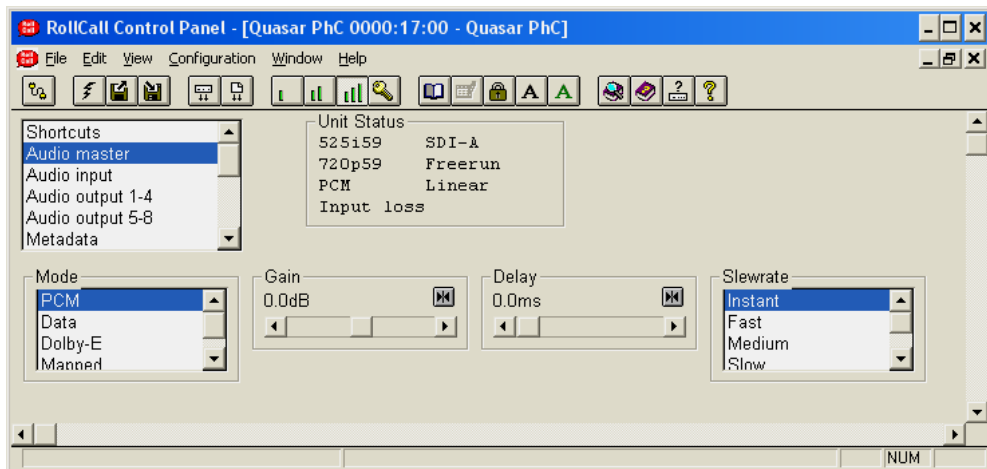 RollCall Control Panel - [Quasar PhC 0000:17:00 - Quasar PhC]
File Edit View Configuration Window Help
A A ?
Shortcuts
Audio master
Audio input
Audio output 1-4
Audio output 5-8
Metadata
Unit Status
525i59 SDI-A
720p59 Freerun
PCM Linear
Input loss
Mode
PCM
Data
Dolby-E
Mapped
Gain
0.0dB
Delay
0.0ms
Slewrate
Instant
Fast
Medium
Slow
NUM